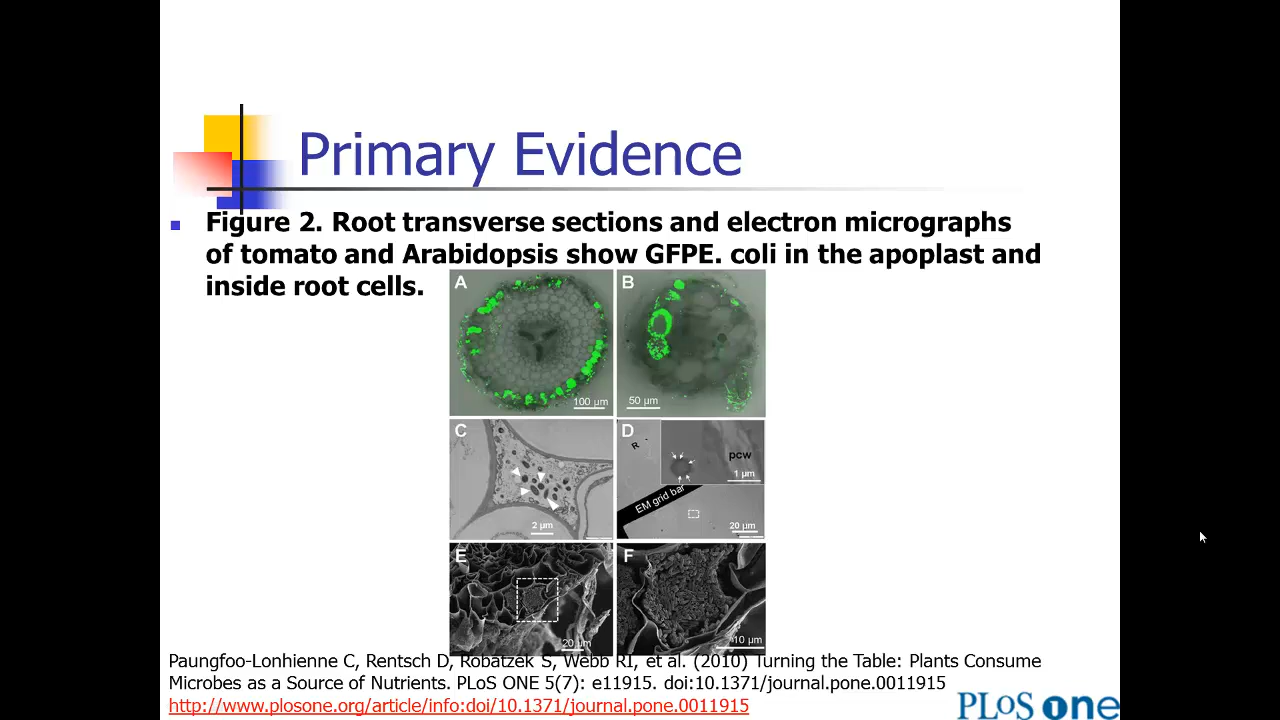 Primary Evidence
Figure 2. Root transverse sections and electron micrographs
of tomato and Arabidopsis show GFPE. coli in the apoplast and
inside root cells.
A
B
100 μm
50 μm
C
D
R
pcw
1 μm
EM grid bar
2 μm
20 μm
E
F
20 μm
10 μm
Paungfoo-Lonhienne C, Rentsch D, Robatzek S, Webb RI, et al. (2010) Turning the Table: Plants Consume
Microbes as a Source of Nutrients. PLoS ONE 5(7): e11915. doi:10.1371/journal.pone.0011915
http://www.plosone.org/article/info:doi/10.1371/journal.pone.0011915
PLoS one